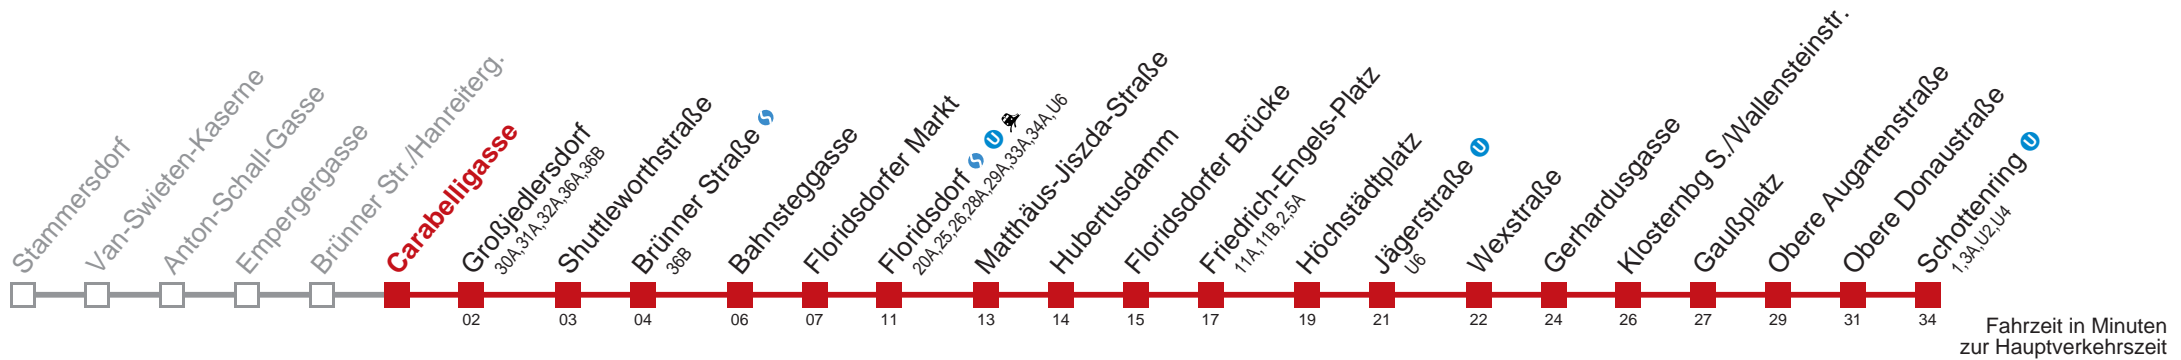 Stammersdorf
Van-Swieten-Kaserne
Anton-Schall-Gasse
Empergergasse
Brünner Str./Hanreiterg.
Carabelligasse
Großjedlersdorf
30A,31A,32A,36A,36B
Shuttleworthstraße
Brünner Straße S
36B
Bahnsteggasse
Floridsdorfer Markt
Floridsdorf S U
20A,25,26,28A,29A,33A,34A,U6
Matthäus-Jiszda-Straße
Hubertusdamm
Floridsdorfer Brücke
Friedrich-Engels-Platz
11A,11B,2,5A
Höchstädtplatz
Jägerstraße U
U6
Wexstraße
Gerhardusgasse
Klosternbg S./Wallensteinstr.
Gaußplatz
Obere Augartenstraße
Obere Donaustraße
Schottenring U
1,3A,U2,U4
02 03 04 06 07 11 13 14 15 17 19 21 22 24 26 27 29 31 34
Fahrzeit in Minuten
zur Hauptverkehrszeit